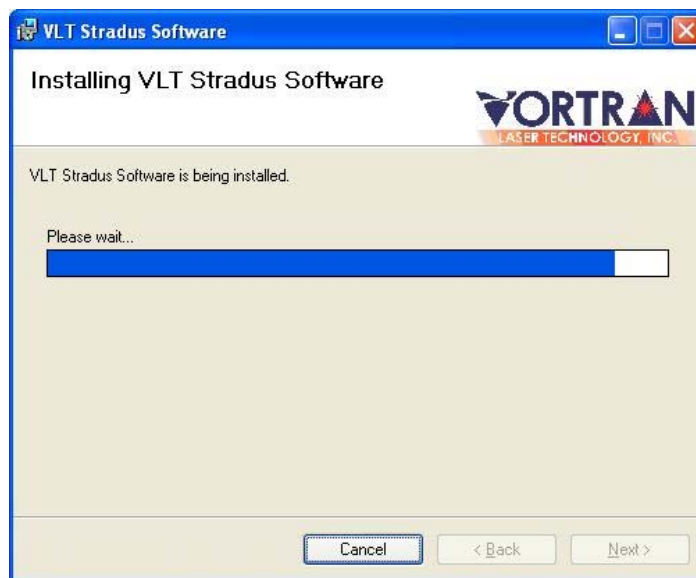 VLT Stradus Software
Installing VLT Stradus Software
VORTRAN
LASER TECHNOLOGY, INC.
VLT Stradus Software is being installed.
Please wait...
Cancel
< Back
Next >